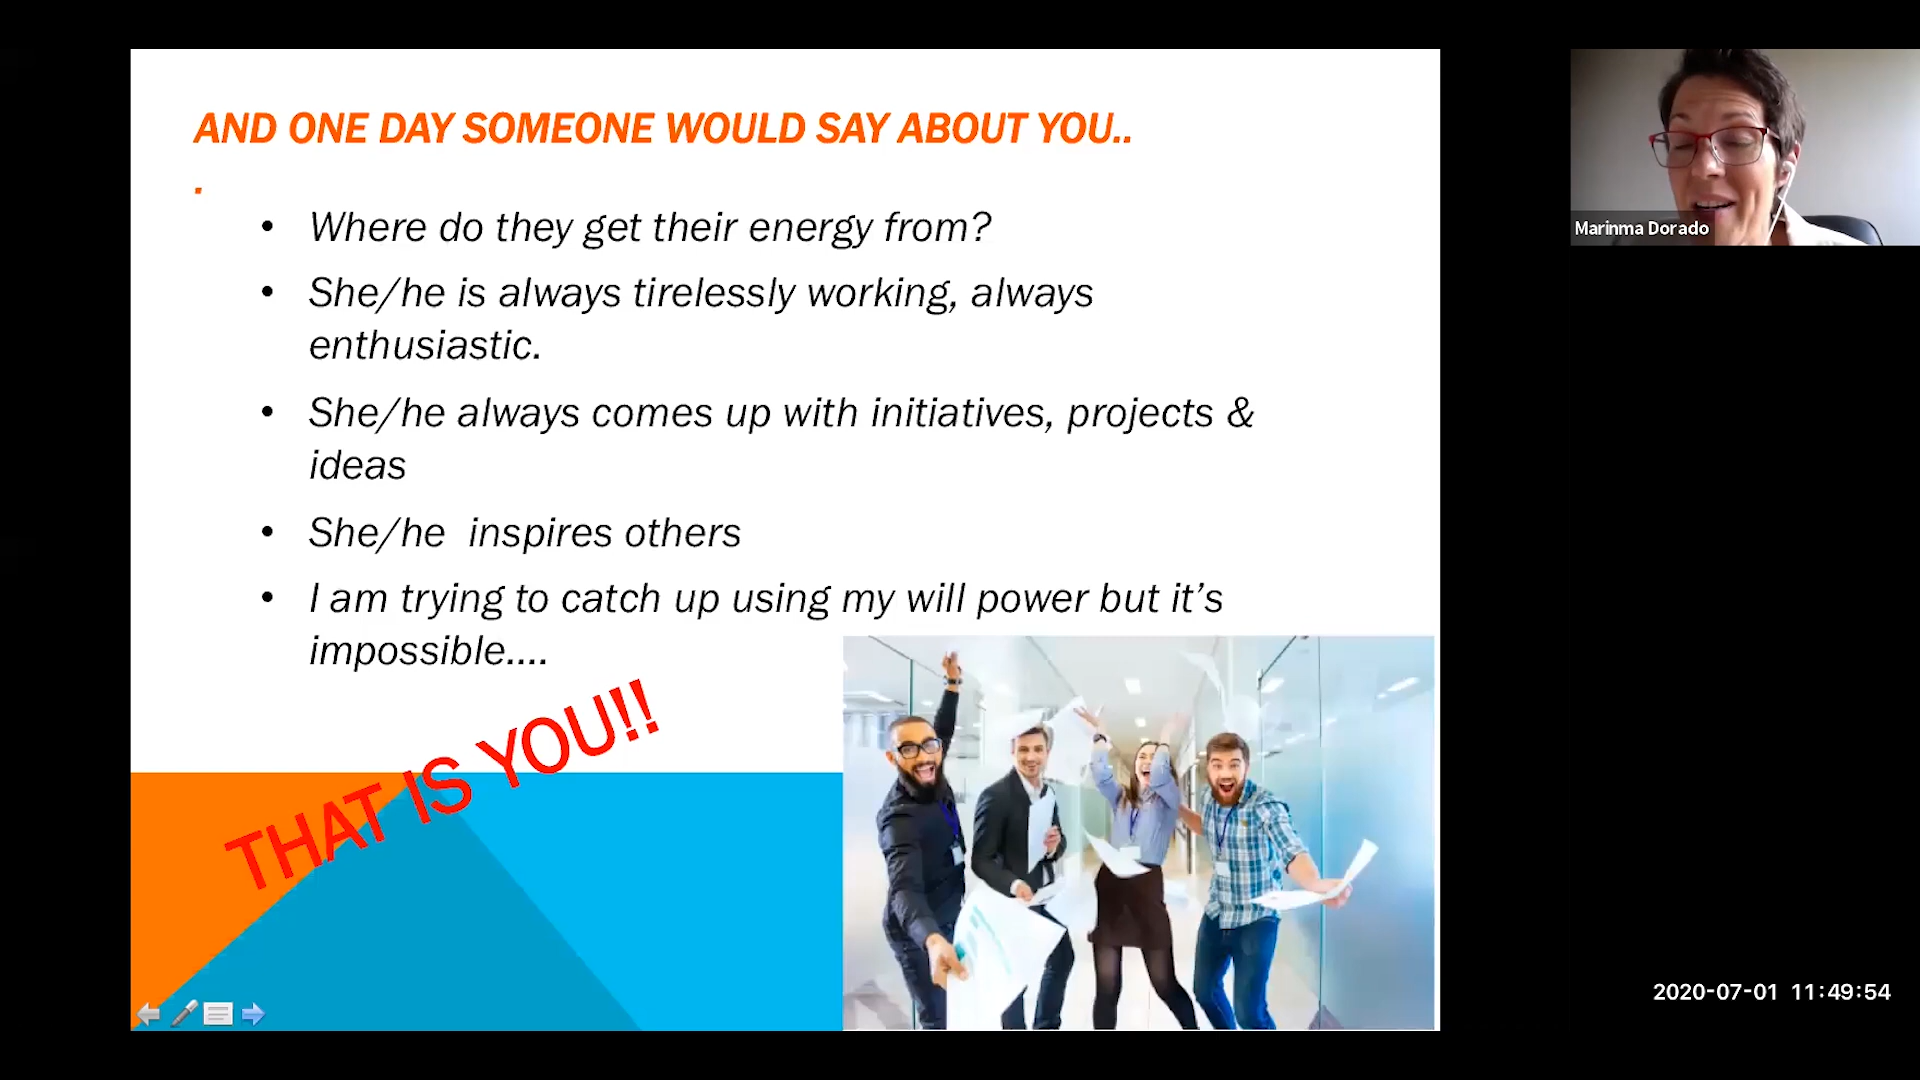 AND ONE DAY SOMEONE WOULD SAY ABOUT YOU..
.
• Where do they get their energy from?
• She/he is always tirelessly working, always
enthusiastic.
• She/he always comes up with initiatives, projects &
ideas
• She/he  inspires others
• I am trying to catch up using my will power but it’s
impossible....
THAT IS YOU!!
Marinma Dorado
2020-07-01 11:49:54